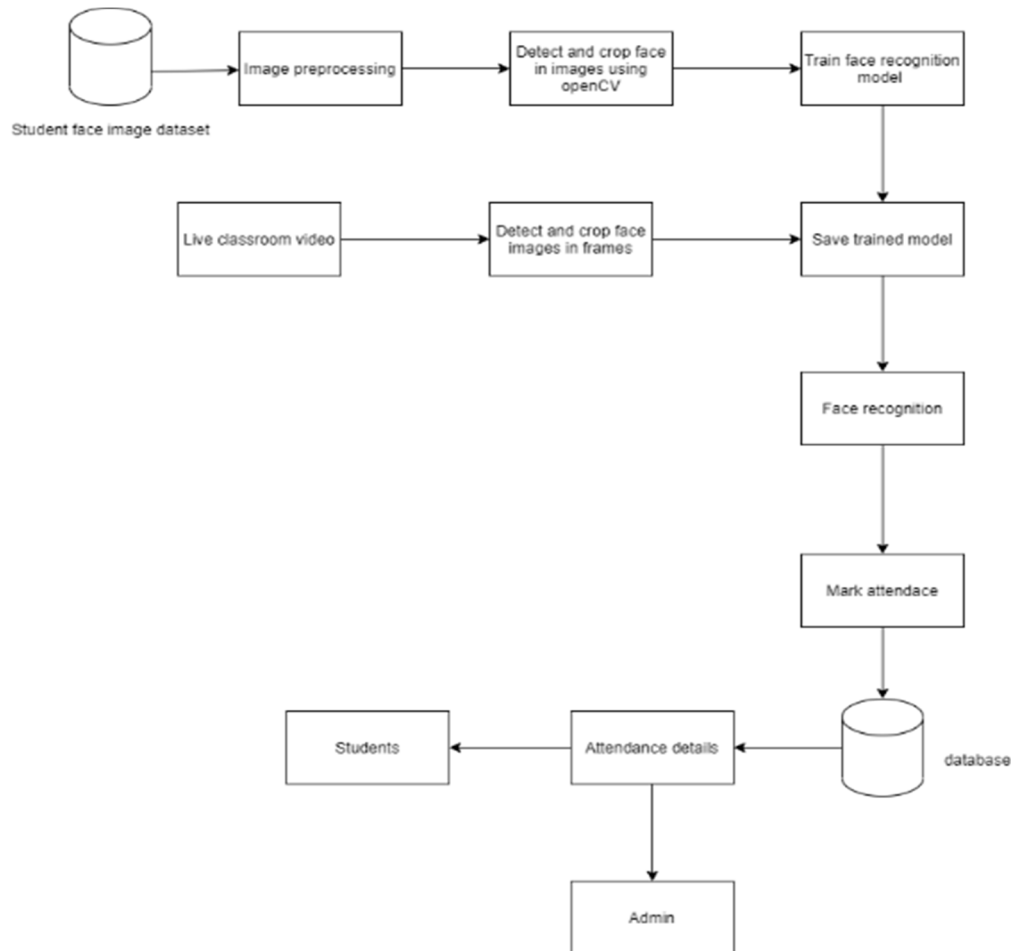 Image preprocessing
Detect and crop face
in images using
openCV
Train face recognition
model
Student face image dataset
Live classroom video
Detect and crop face
images in frames
Save trained model
Face recognition
Mark attedace
Students
Attendance details
database
Admin